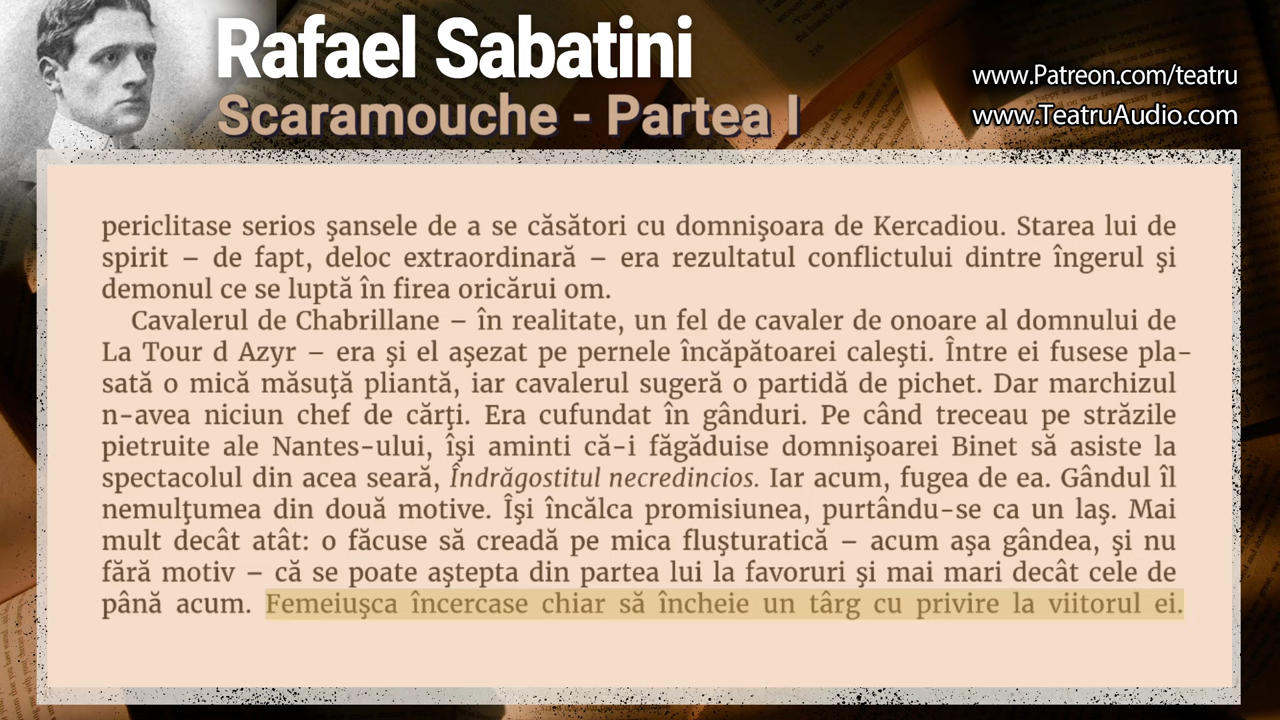 Rafael Sabatini
Scaramouche - Partea I
www.Patreon.com/teatru
www.TeatruAudio.com
periclitase serios şansele de a se căsători cu domnişoara de Kercadiou. Starea lui de
spirit – de fapt, deloc extraordinară – era rezultatul conflictului dintre îngerul şi
demonul ce se luptă în firea oricărui om.
Cavalerul de Chabrillane – în realitate, un fel de cavaler de onoare al domnului de
La Tour d Azyr – era şi el aşezat pe pernele încăpătoarei caleşti. Între ei fusese pla-
sată o mică măsuţă pliantă, iar cavalerul sugeră o partidă de pichet. Dar marchizul
n-avea niciun chef de cărţi. Era cufundat în gânduri. Pe când treceau pe străzile
pietruite ale Nantes-ului, îşi aminti că-i făgăduise domnişoarei Binet să asiste la
spectacolul din acea seară, Îndrăgostitul necredincios. Iar acum, fugea de ea. Gândul îl
nemulţumea din două motive. Îşi încălca promisiunea, purtându-se ca un laş. Mai
mult decât atât: o făcuse să creadă pe mica fluşturatică – acum aşa gândea, şi nu
fără motiv – că se poate aştepta din partea lui la favoruri şi mai mari decât cele de
până acum. Femeiuşca încercase chiar să încheie un târg cu privire la viitorul ei.